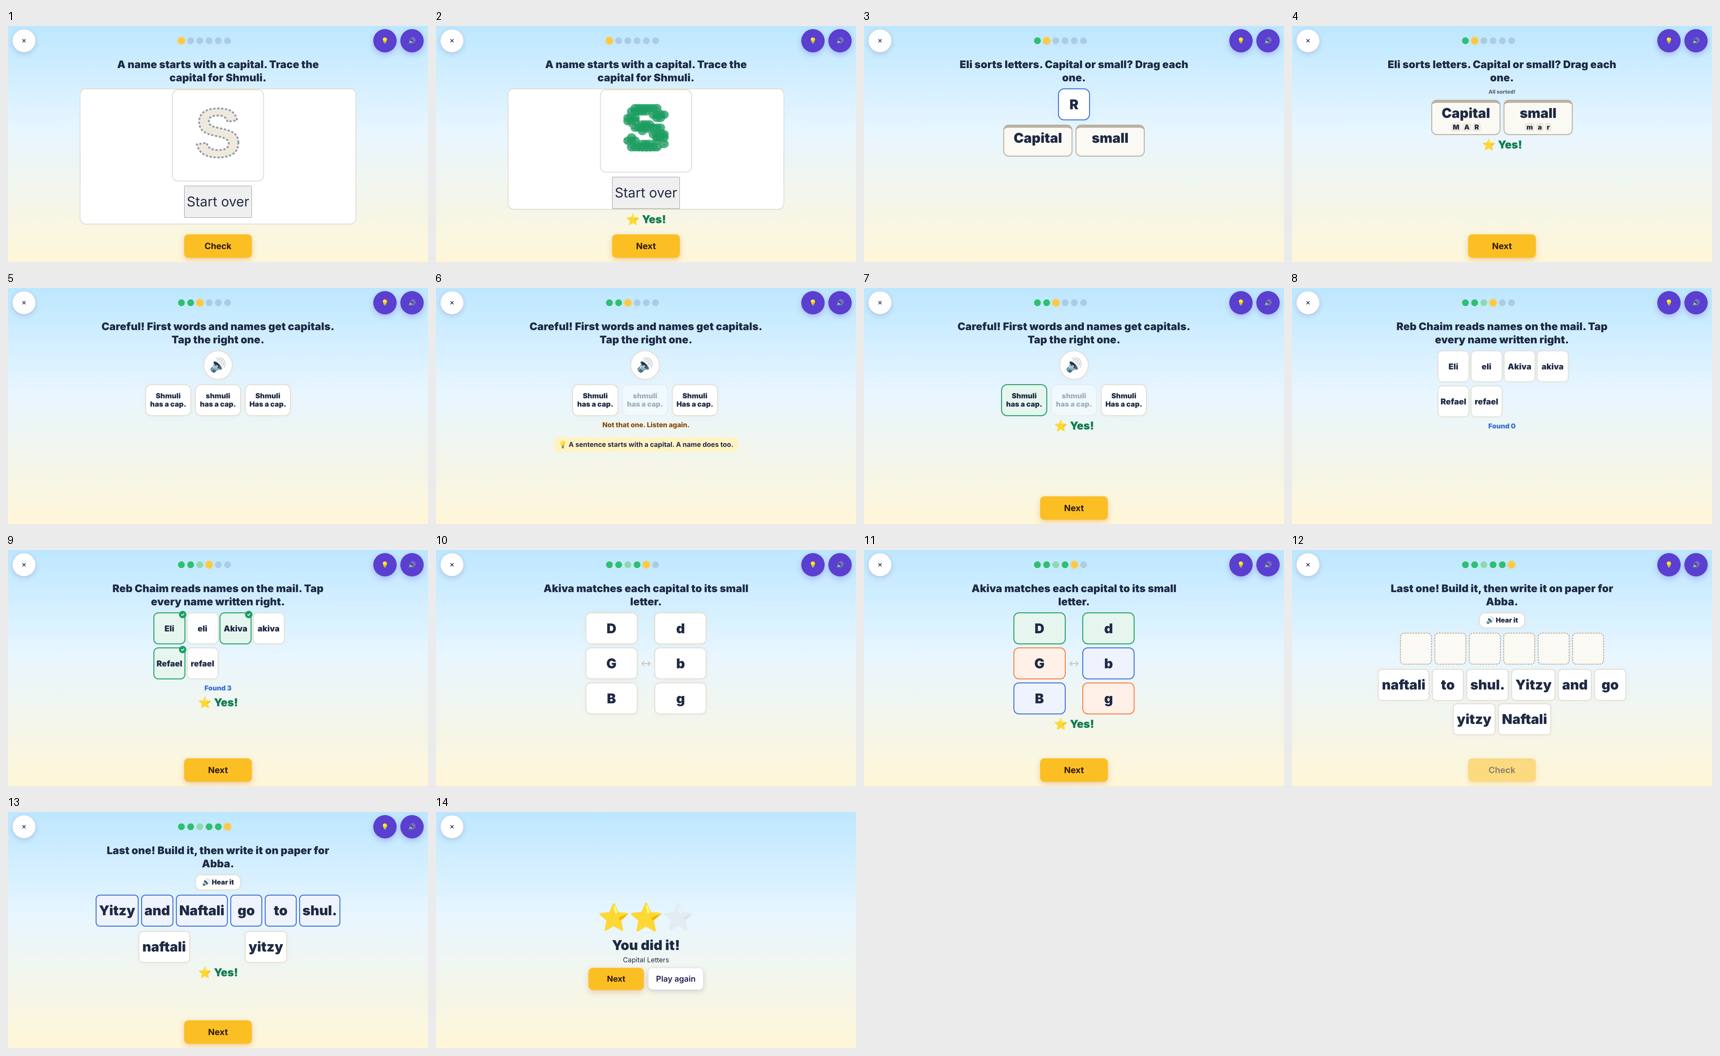 1
A name starts with a capital. Trace the
capital for Shmuli.
S
Start over
Check
2
A name starts with a capital. Trace the
capital for Shmuli.
S
Start over
⭐ Yes!
Next
3
Eli sorts letters. Capital or small? Drag each
one.
R
Capital small
4
Eli sorts letters. Capital or small? Drag each
one.
All sorted!
Capital small
M A R m a r
⭐ Yes!
Next
5
Careful! First words and names get capitals.
Tap the right one.
Shmuli shmuli Shmuli
has a cap. has a cap. Has a cap.
6
Careful! First words and names get capitals.
Tap the right one.
Shmuli shmuli Shmuli
has a cap. has a cap. Has a cap.
Not that one. Listen again.
💡 A sentence starts with a capital. A name does too.
7
Careful! First words and names get capitals.
Tap the right one.
Shmuli shmuli Shmuli
has a cap. has a cap. Has a cap.
⭐ Yes!
Next
8
Reb Chaim reads names on the mail. Tap
every name written right.
Eli eli Akiva akiva
Refael refael
Found 0
9
Reb Chaim reads names on the mail. Tap
every name written right.
Eli eli Akiva akiva
Refael refael
Found 3
⭐ Yes!
Next
10
Akiva matches each capital to its small
letter.
D d
G ↔ b
B g
11
Akiva matches each capital to its small
letter.
D d
G ↔ b
B g
⭐ Yes!
Next
12
Last one! Build it, then write it on paper for
Abba.
🔊 Hear it
naftali to shul. Yitzy and go
yitzy Naftali
Check
13
Last one! Build it, then write it on paper for
Abba.
🔊 Hear it
Yitzy and Naftali go to shul.
naftali yitzy
⭐ Yes!
Next
14
You did it!
Capital Letters
Next Play again